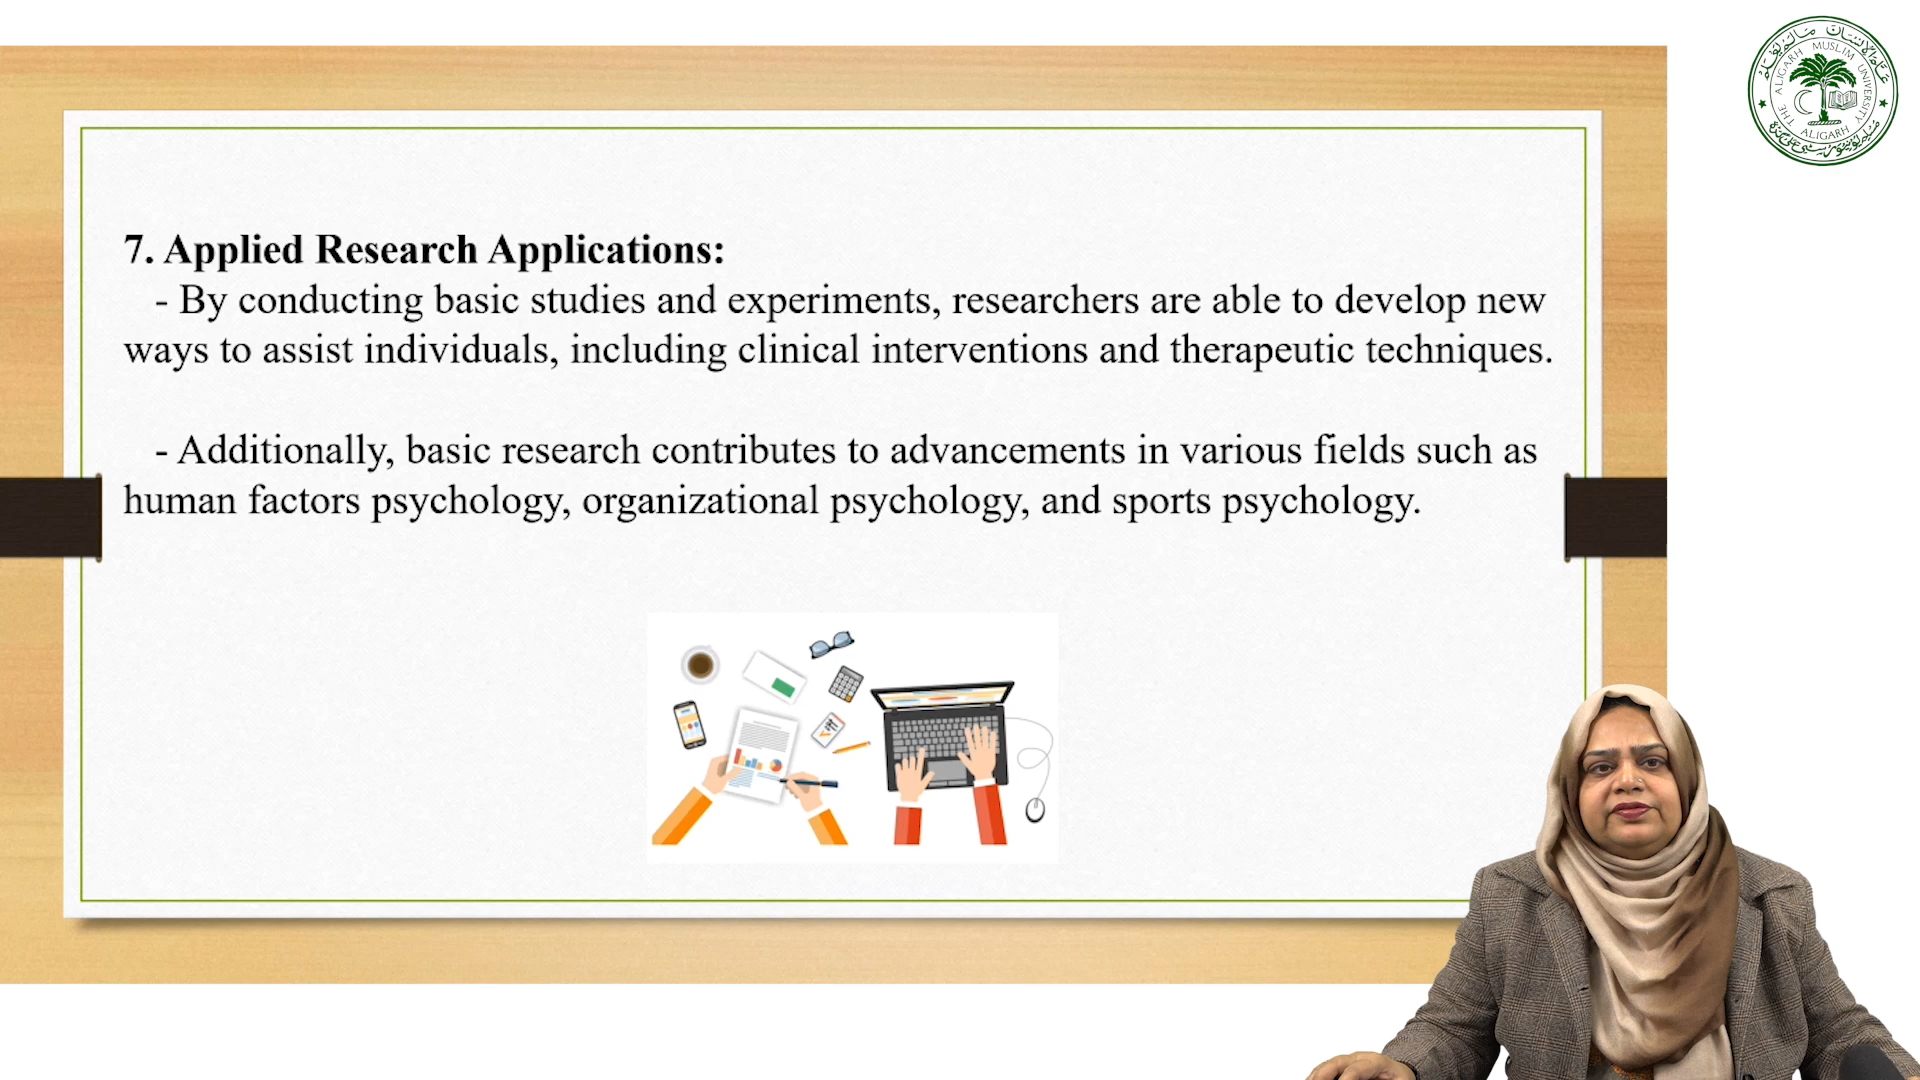 7. Applied Research Applications:
- By conducting basic studies and experiments, researchers are able to develop new
ways to assist individuals, including clinical interventions and therapeutic techniques.
- Additionally, basic research contributes to advancements in various fields such as
human factors psychology, organizational psychology, and sports psychology.
THE ALIGARH MUSLIM UNIVERSITY
ALIGARH